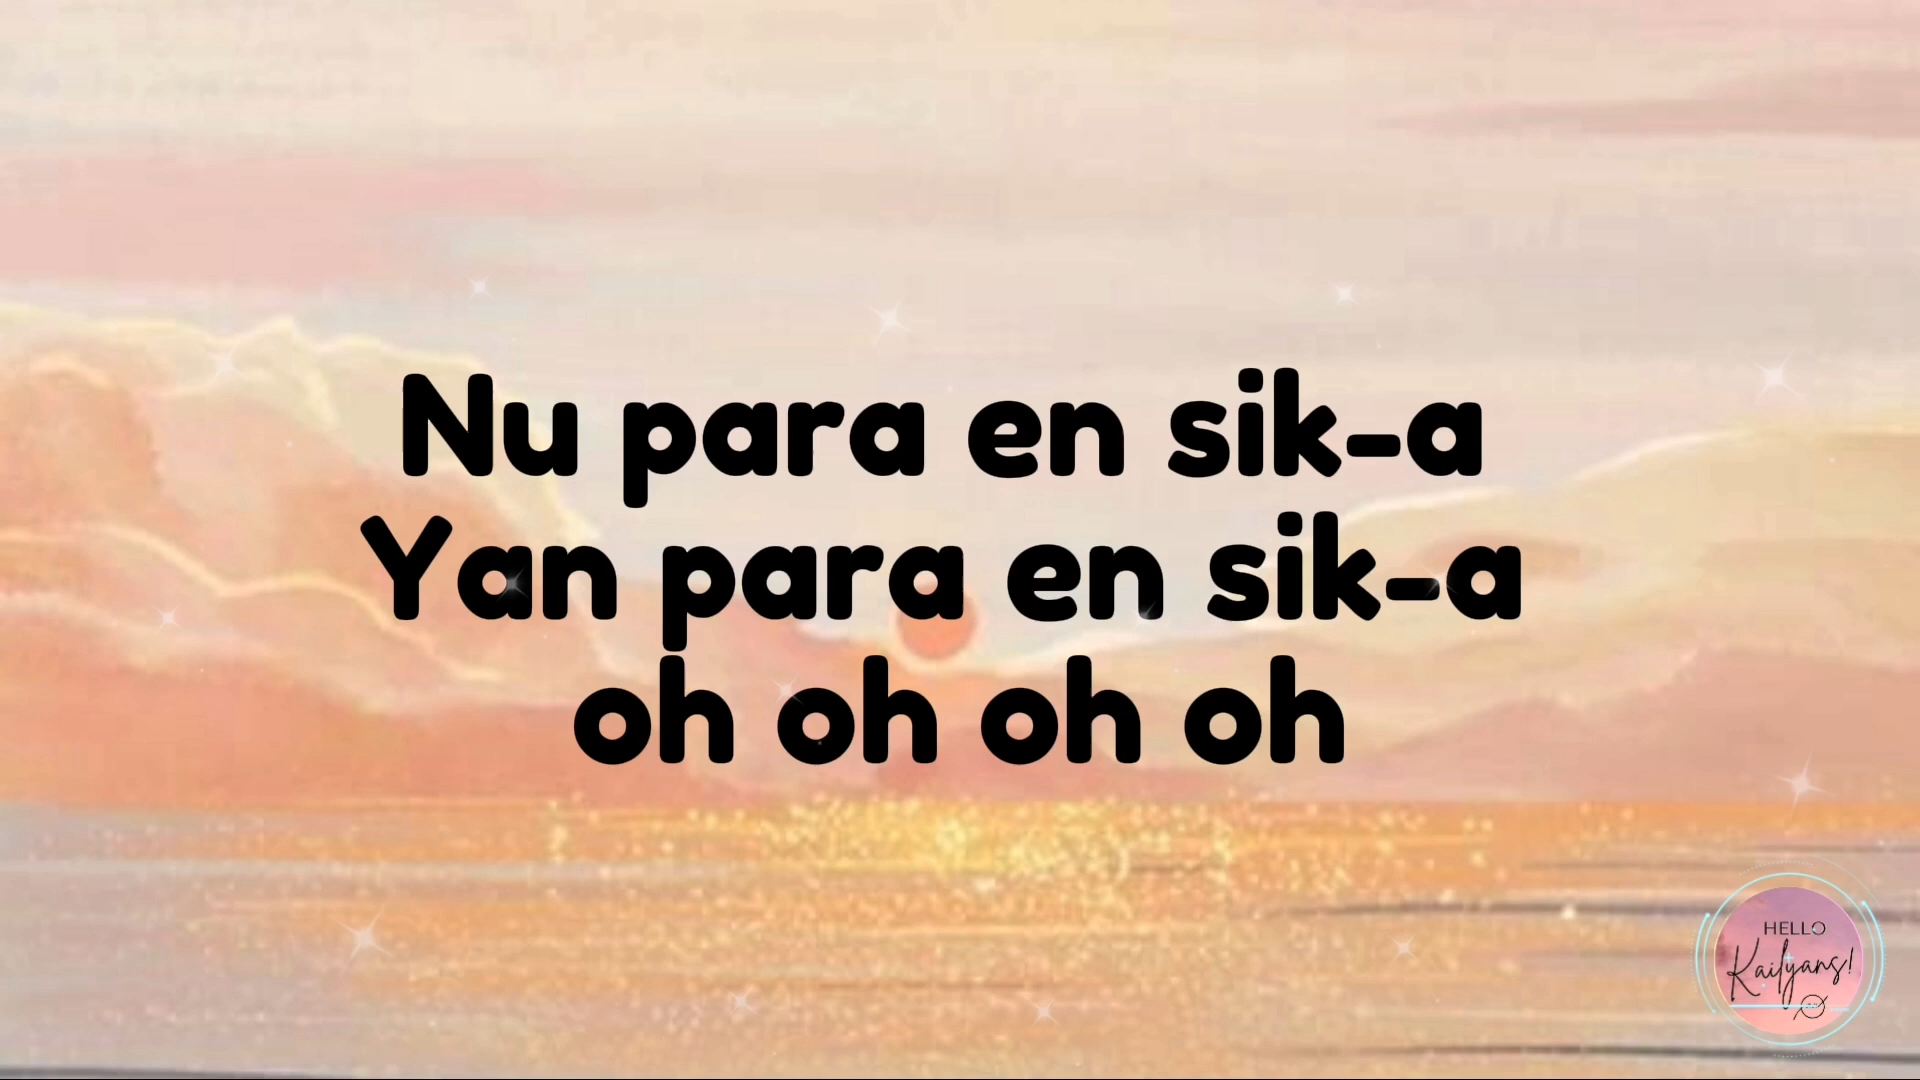 Nu para en sik-a
Yan para en sik-a
oh oh oh oh
HELLO
Kailyans!